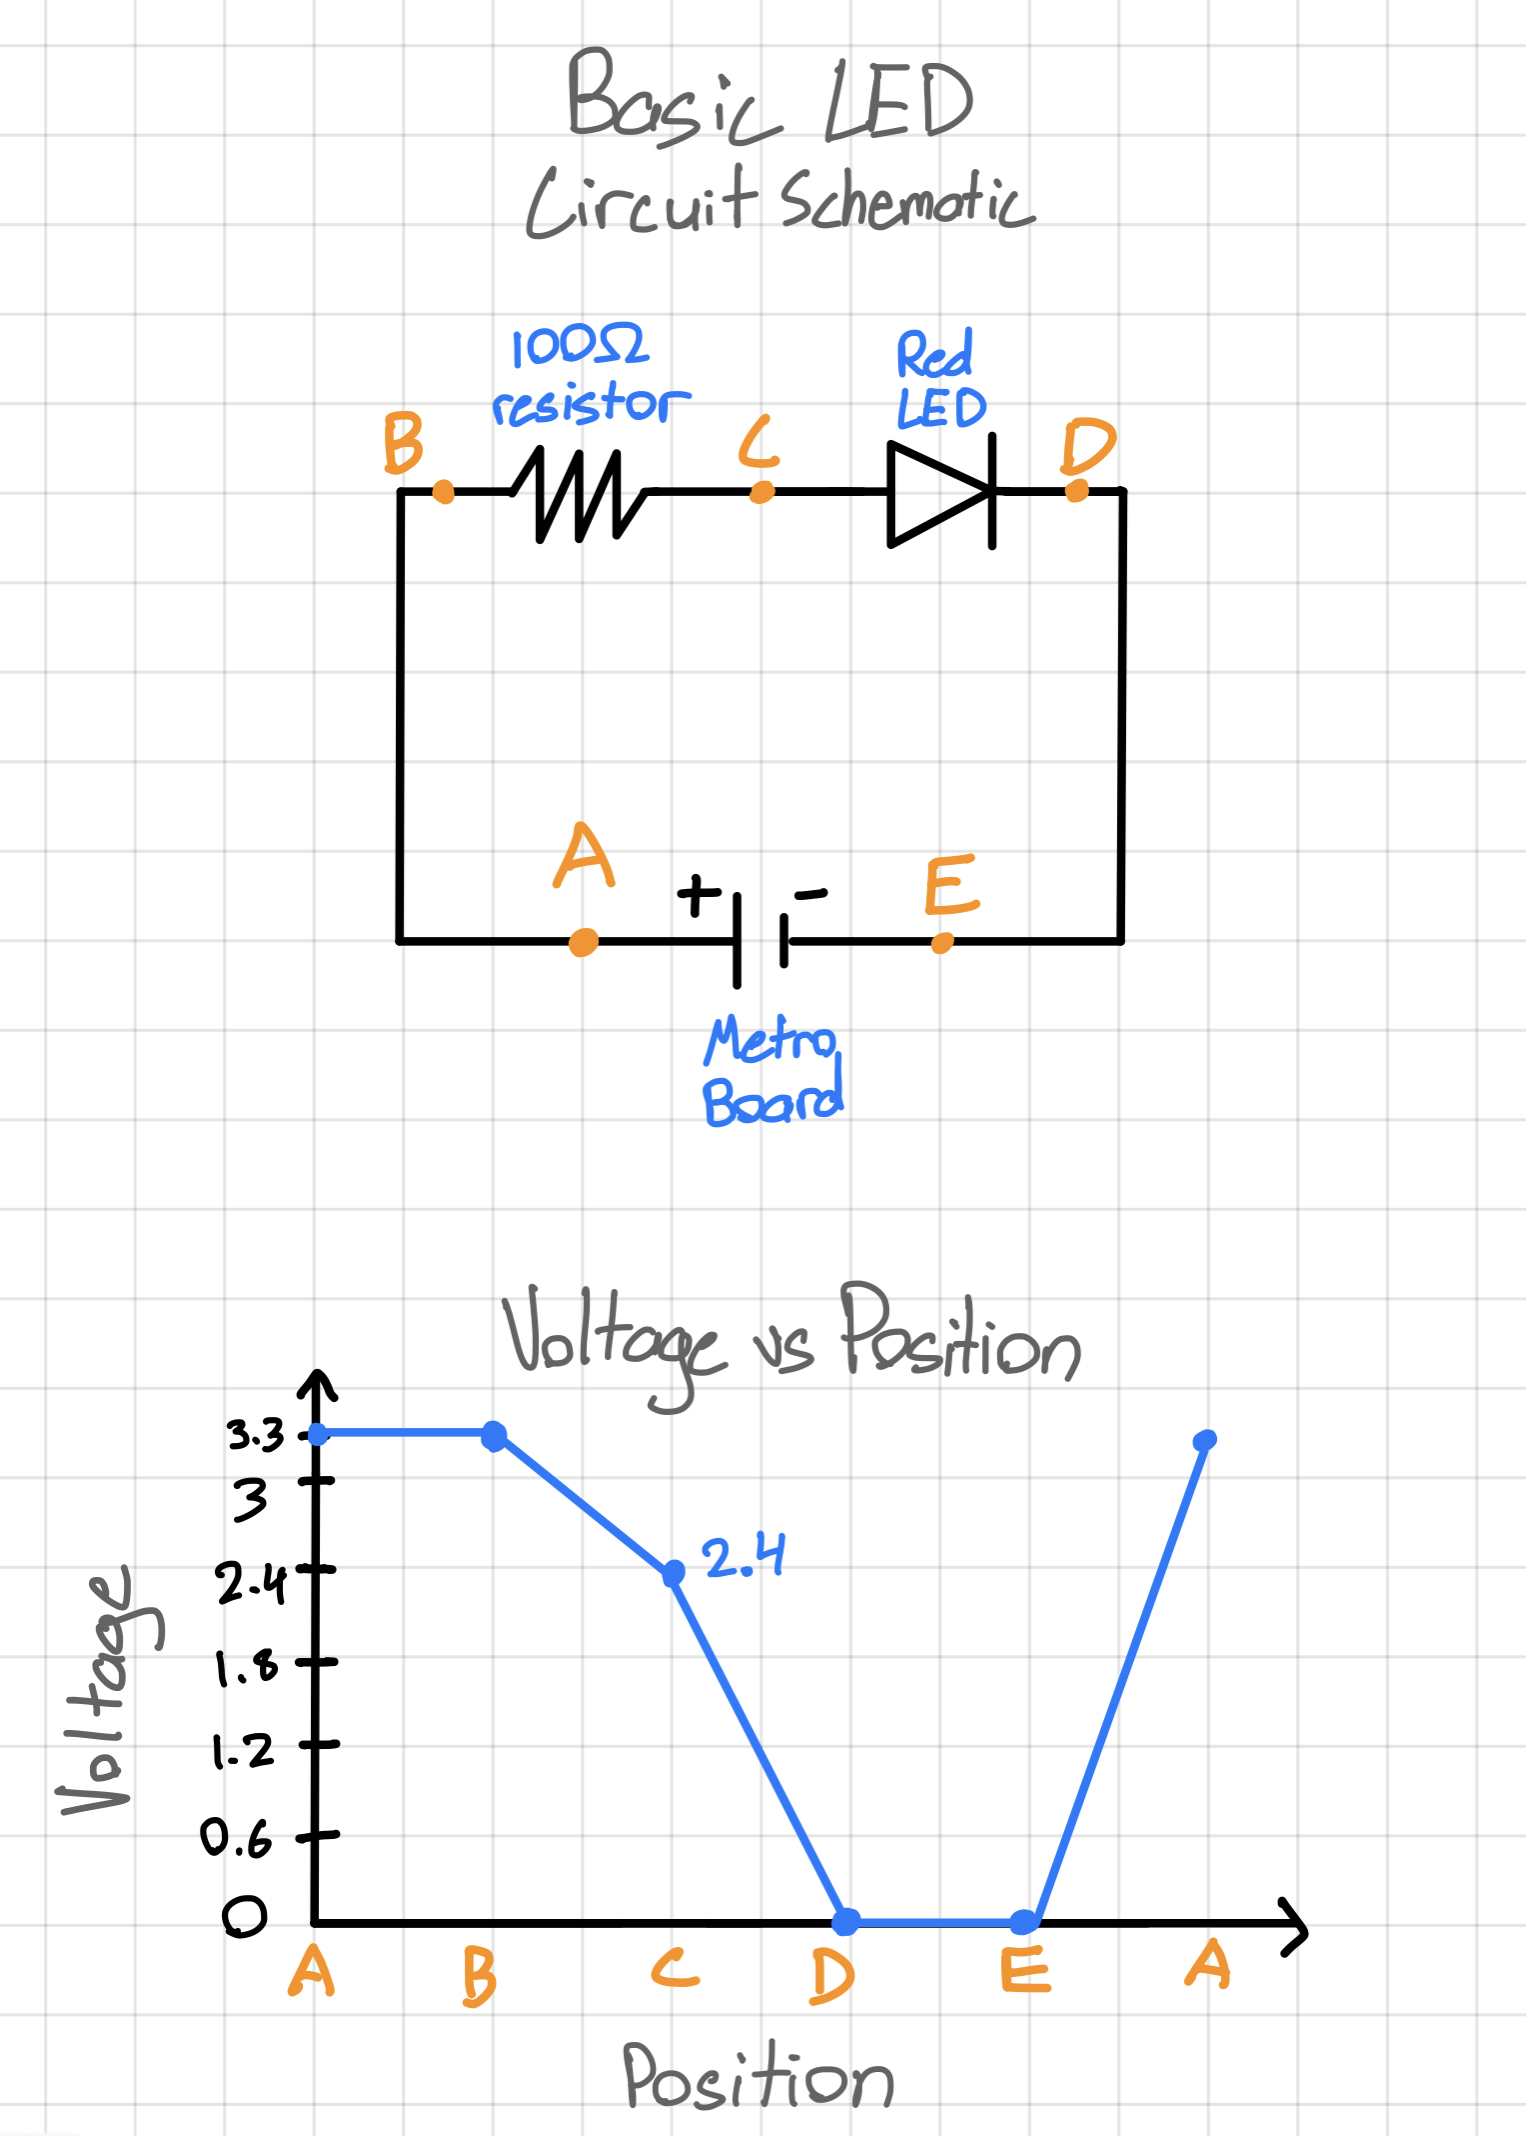 Basic LED
Circuit Schematic
100Ω
resistor
Red
LED
B
C
D
A
+
-
E
Metro
Board
Voltage vs Position
3.3
3
2.4
2.4
1.8
1.2
0.6
0
Voltage
A B C D E A
Position